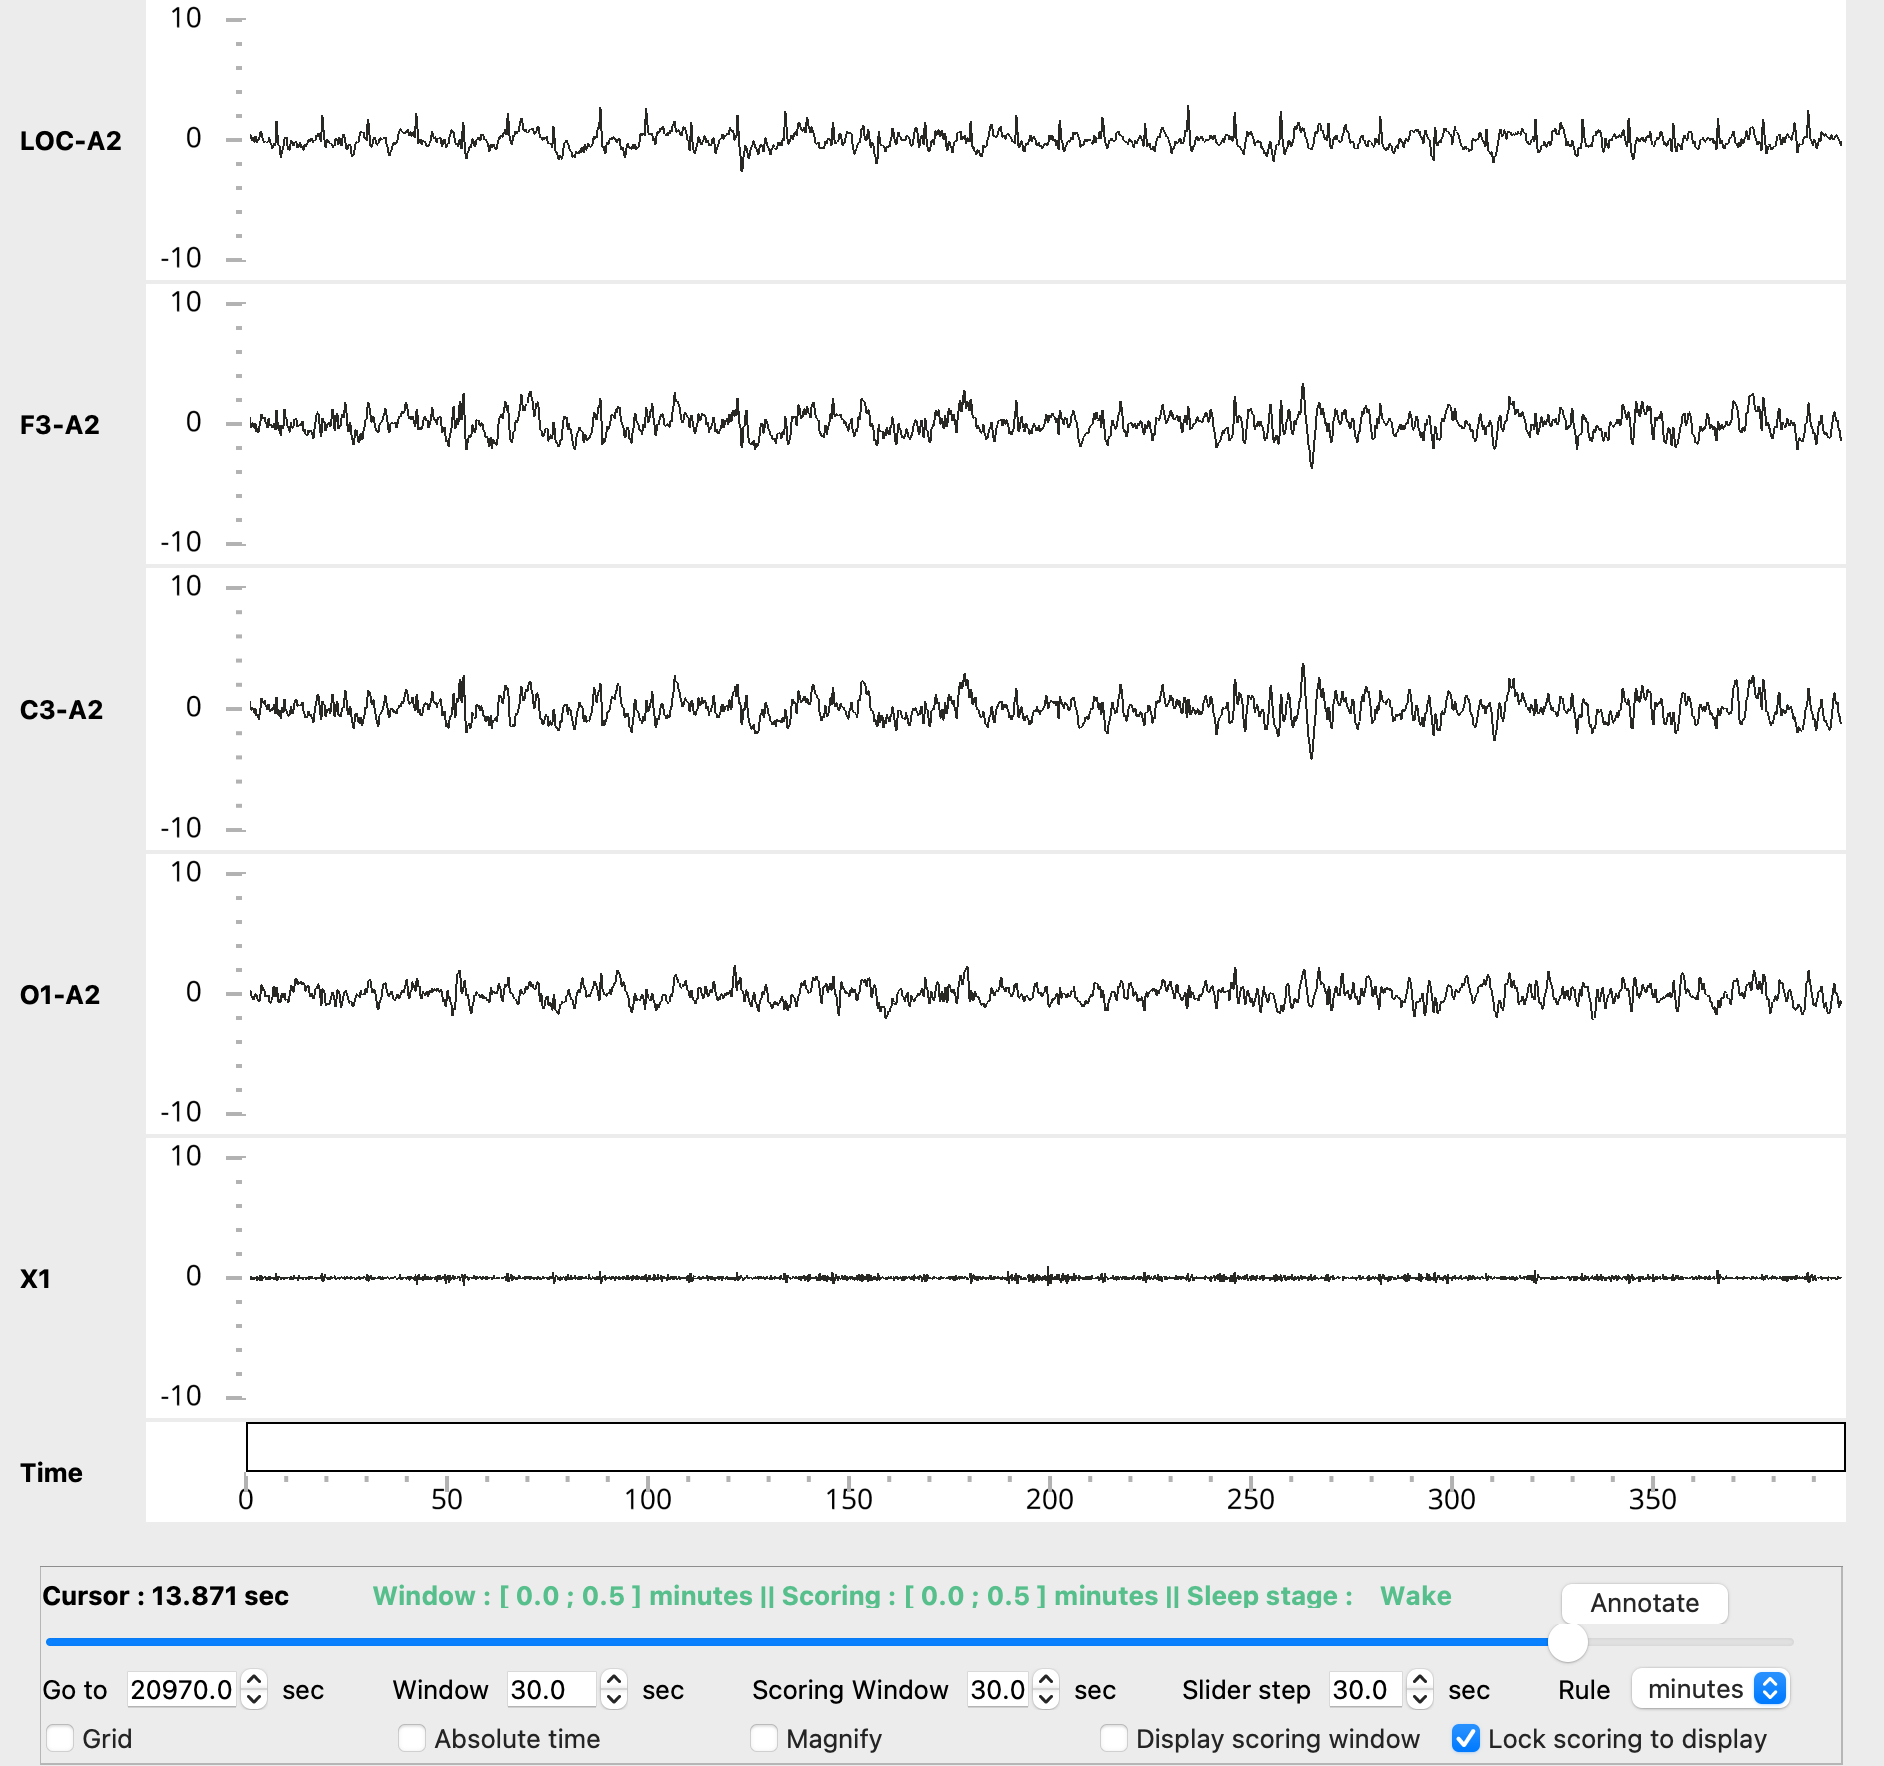 10
LOC-A2
0
-10
10
F3-A2
0
-10
10
C3-A2
0
-10
10
O1-A2
0
-10
10
X1
0
-10
Time
0 50 100 150 200 250 300 350
Cursor : 13.871 sec Window : [ 0.0 ; 0.5 ] minutes || Scoring : [ 0.0 ; 0.5 ] minutes || Sleep stage : Wake Annotate
Go to 20970.0 sec Window 30.0 sec Scoring Window 30.0 sec Slider step 30.0 sec Rule minutes
Grid Absolute time Magnify Display scoring window Lock scoring to display